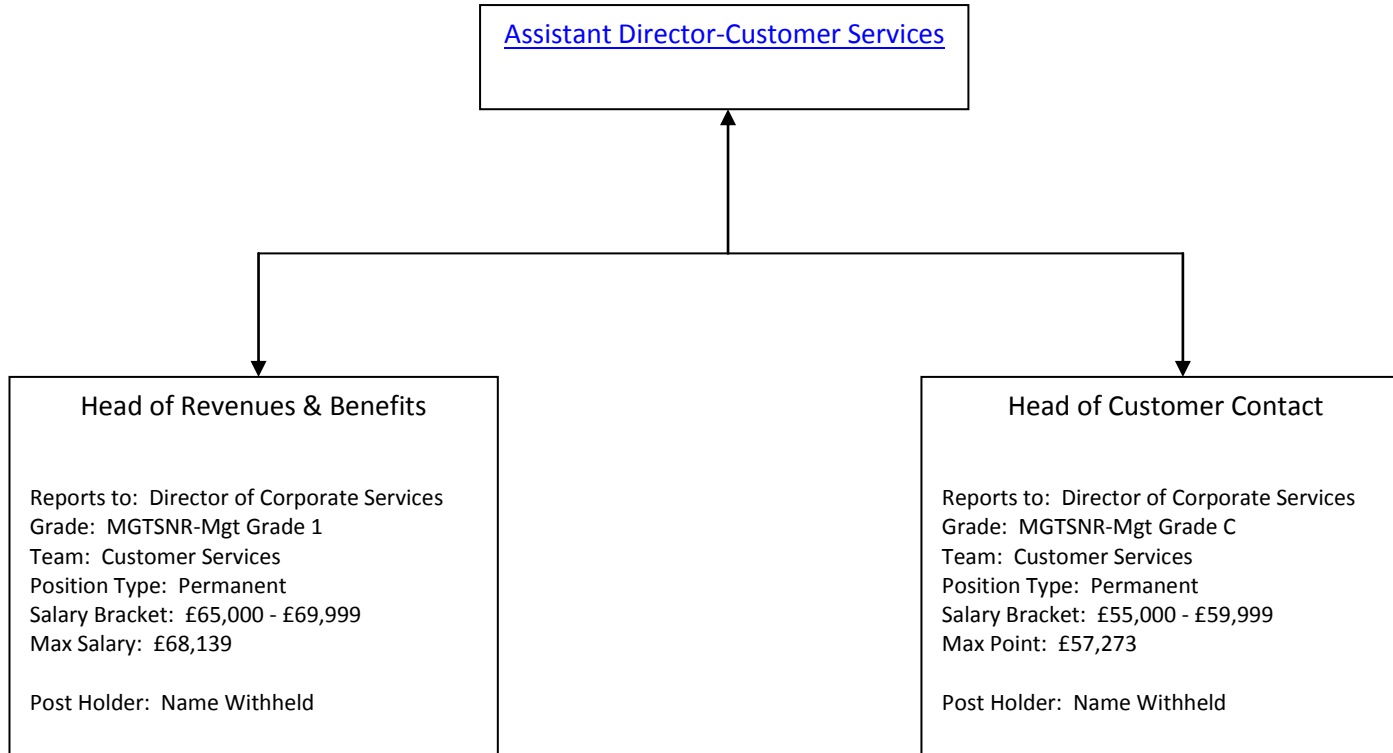 Assistant Director-Customer Services
Head of Revenues & Benefits
Reports to: Director of Corporate Services
Grade: MGTSNR-Mgt Grade 1
Team: Customer Services
Position Type: Permanent
Salary Bracket: £65,000 - £69,999
Max Salary: £68,139
Post Holder: Name Withheld
Head of Customer Contact
Reports to: Director of Corporate Services
Grade: MGTSNR-Mgt Grade C
Team: Customer Services
Position Type: Permanent
Salary Bracket: £55,000 - £59,999
Max Point: £57,273
Post Holder: Name Withheld